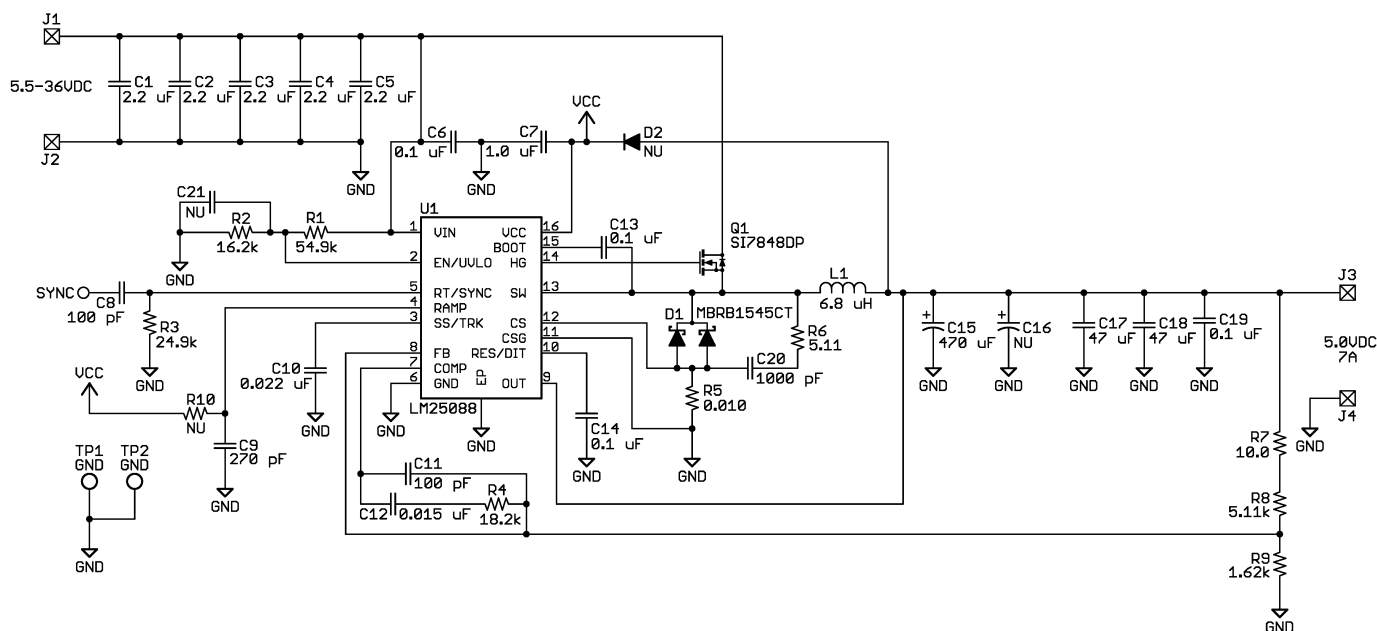 J1
5.5-36VDC
J2
C1
2.2 uF
C2
2.2 uF
C3
2.2 uF
C4
2.2 uF
C5
2.2 uF
GND
C6
0.1 uF
GND
C7
1.0 uF
VCC
D2
NU
C21
NU
R2
16.2k
GND
R1
54.9k
U1
1 VIN
2 EN/UVLO
5 RT/SYNC
4 RAMP
3 SS/TRK
8 FB
7 COMP
6 GND
EP
VCC 16
BOOT 15
HG 14
SW 13
CS 12
CSG 11
RES/DIT 10
OUT 9
LM25088
GND
GND
C13
0.1 uF
Q1
SI7848DP
SYNC
C8
100 pF
R3
24.9k
GND
VCC
R10
NU
C9
270 pF
GND
C10
0.022 uF
GND
TP1
GND
TP2
GND
GND
C11
100 pF
C12
0.015 uF
R4
18.2k
C14
0.1 uF
GND
D1
MBRB1545CT
R5
0.010
GND
C20
1000 pF
R6
5.11
L1
6.8 uH
C15
470 uF
GND
C16
NU
GND
C17
47 uF
GND
C18
47 uF
GND
C19
0.1 uF
GND
J3
5.0VDC
7A
J4
GND
R7
10.0
R8
5.11k
R9
1.62k
GND